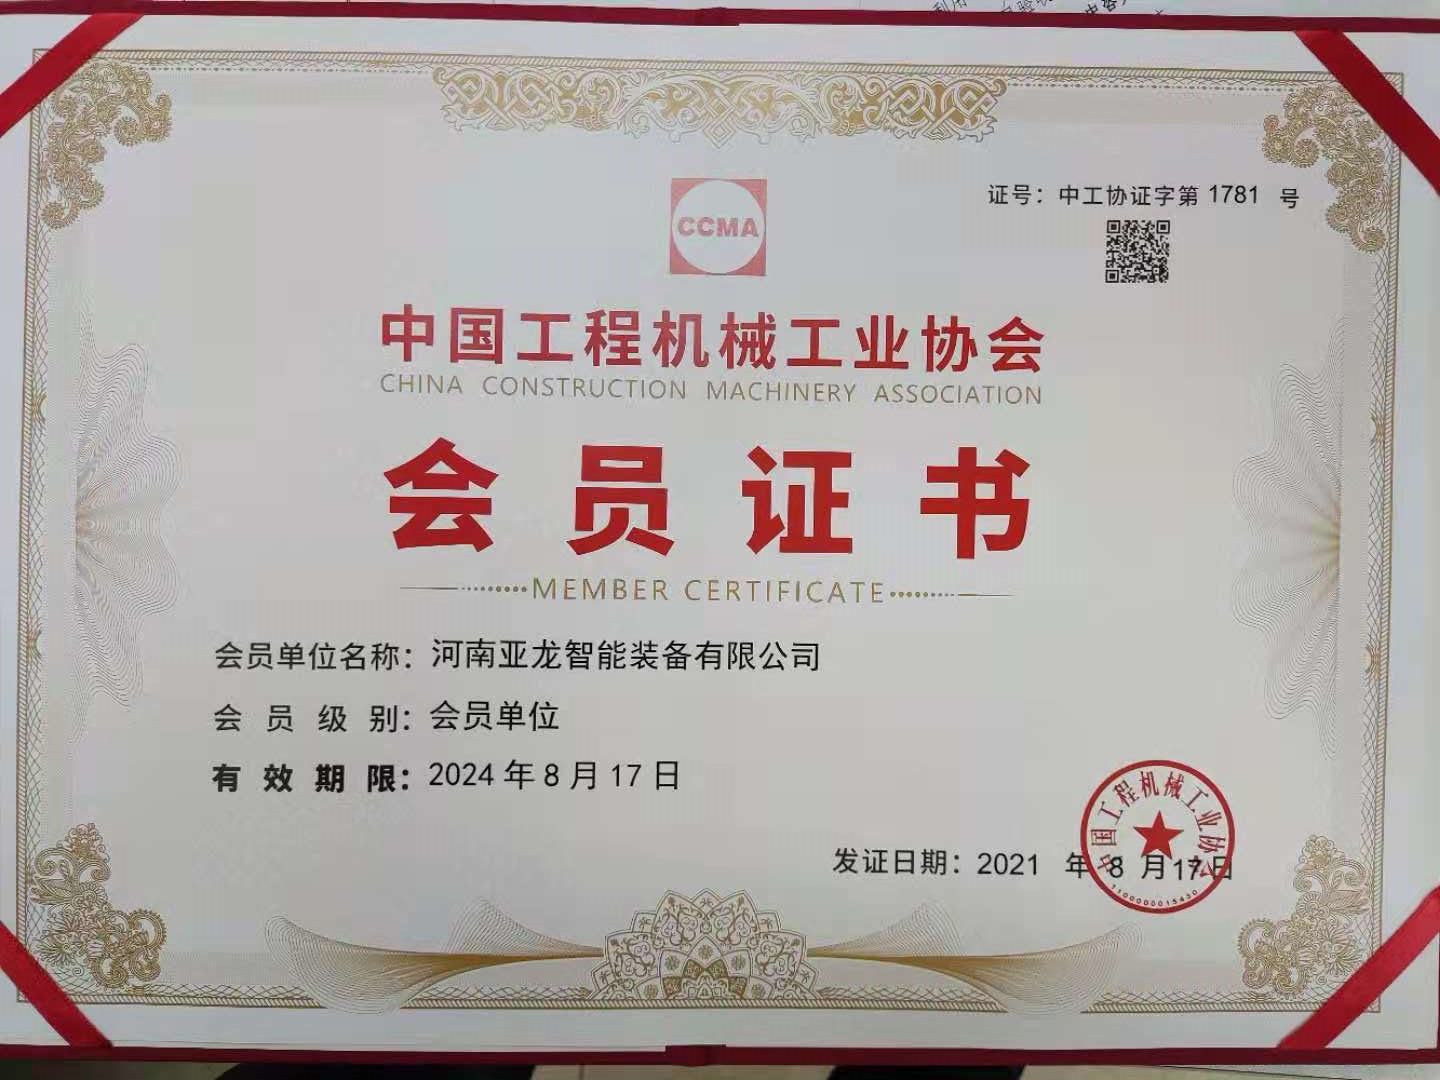 证号：中工协证字第 1781 号
CCMA
中国工程机械工业协会
CHINA CONSTRUCTION MACHINERY ASSOCIATION
会员证书
MEMBER CERTIFICATE
会员单位名称：河南亚龙智能装备有限公司
会员级别：会员单位
有效期限：2024 年 8 月 17 日
发证日期：2021 年 8 月 17 日
中国工程机械工业协会